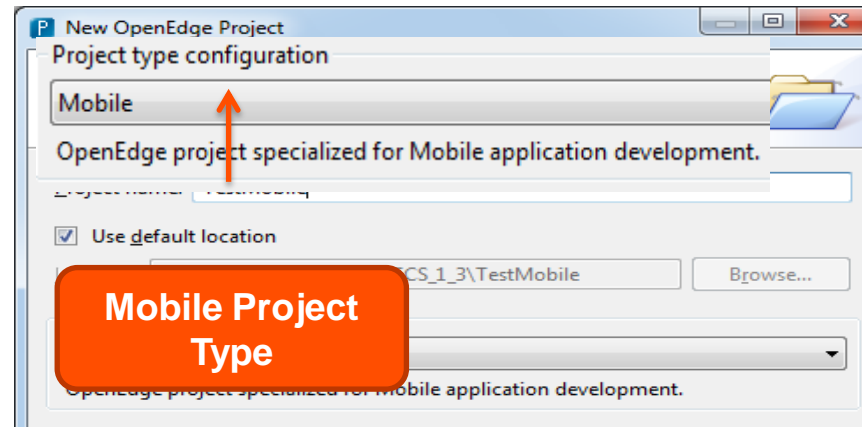 New OpenEdge Project
Project type configuration
Mobile
OpenEdge project specialized for Mobile application development.
Use default location
CS_1_3\TestMobile
Browse...
Mobile Project
Type
OpenEdge project specialized for Mobile application development.